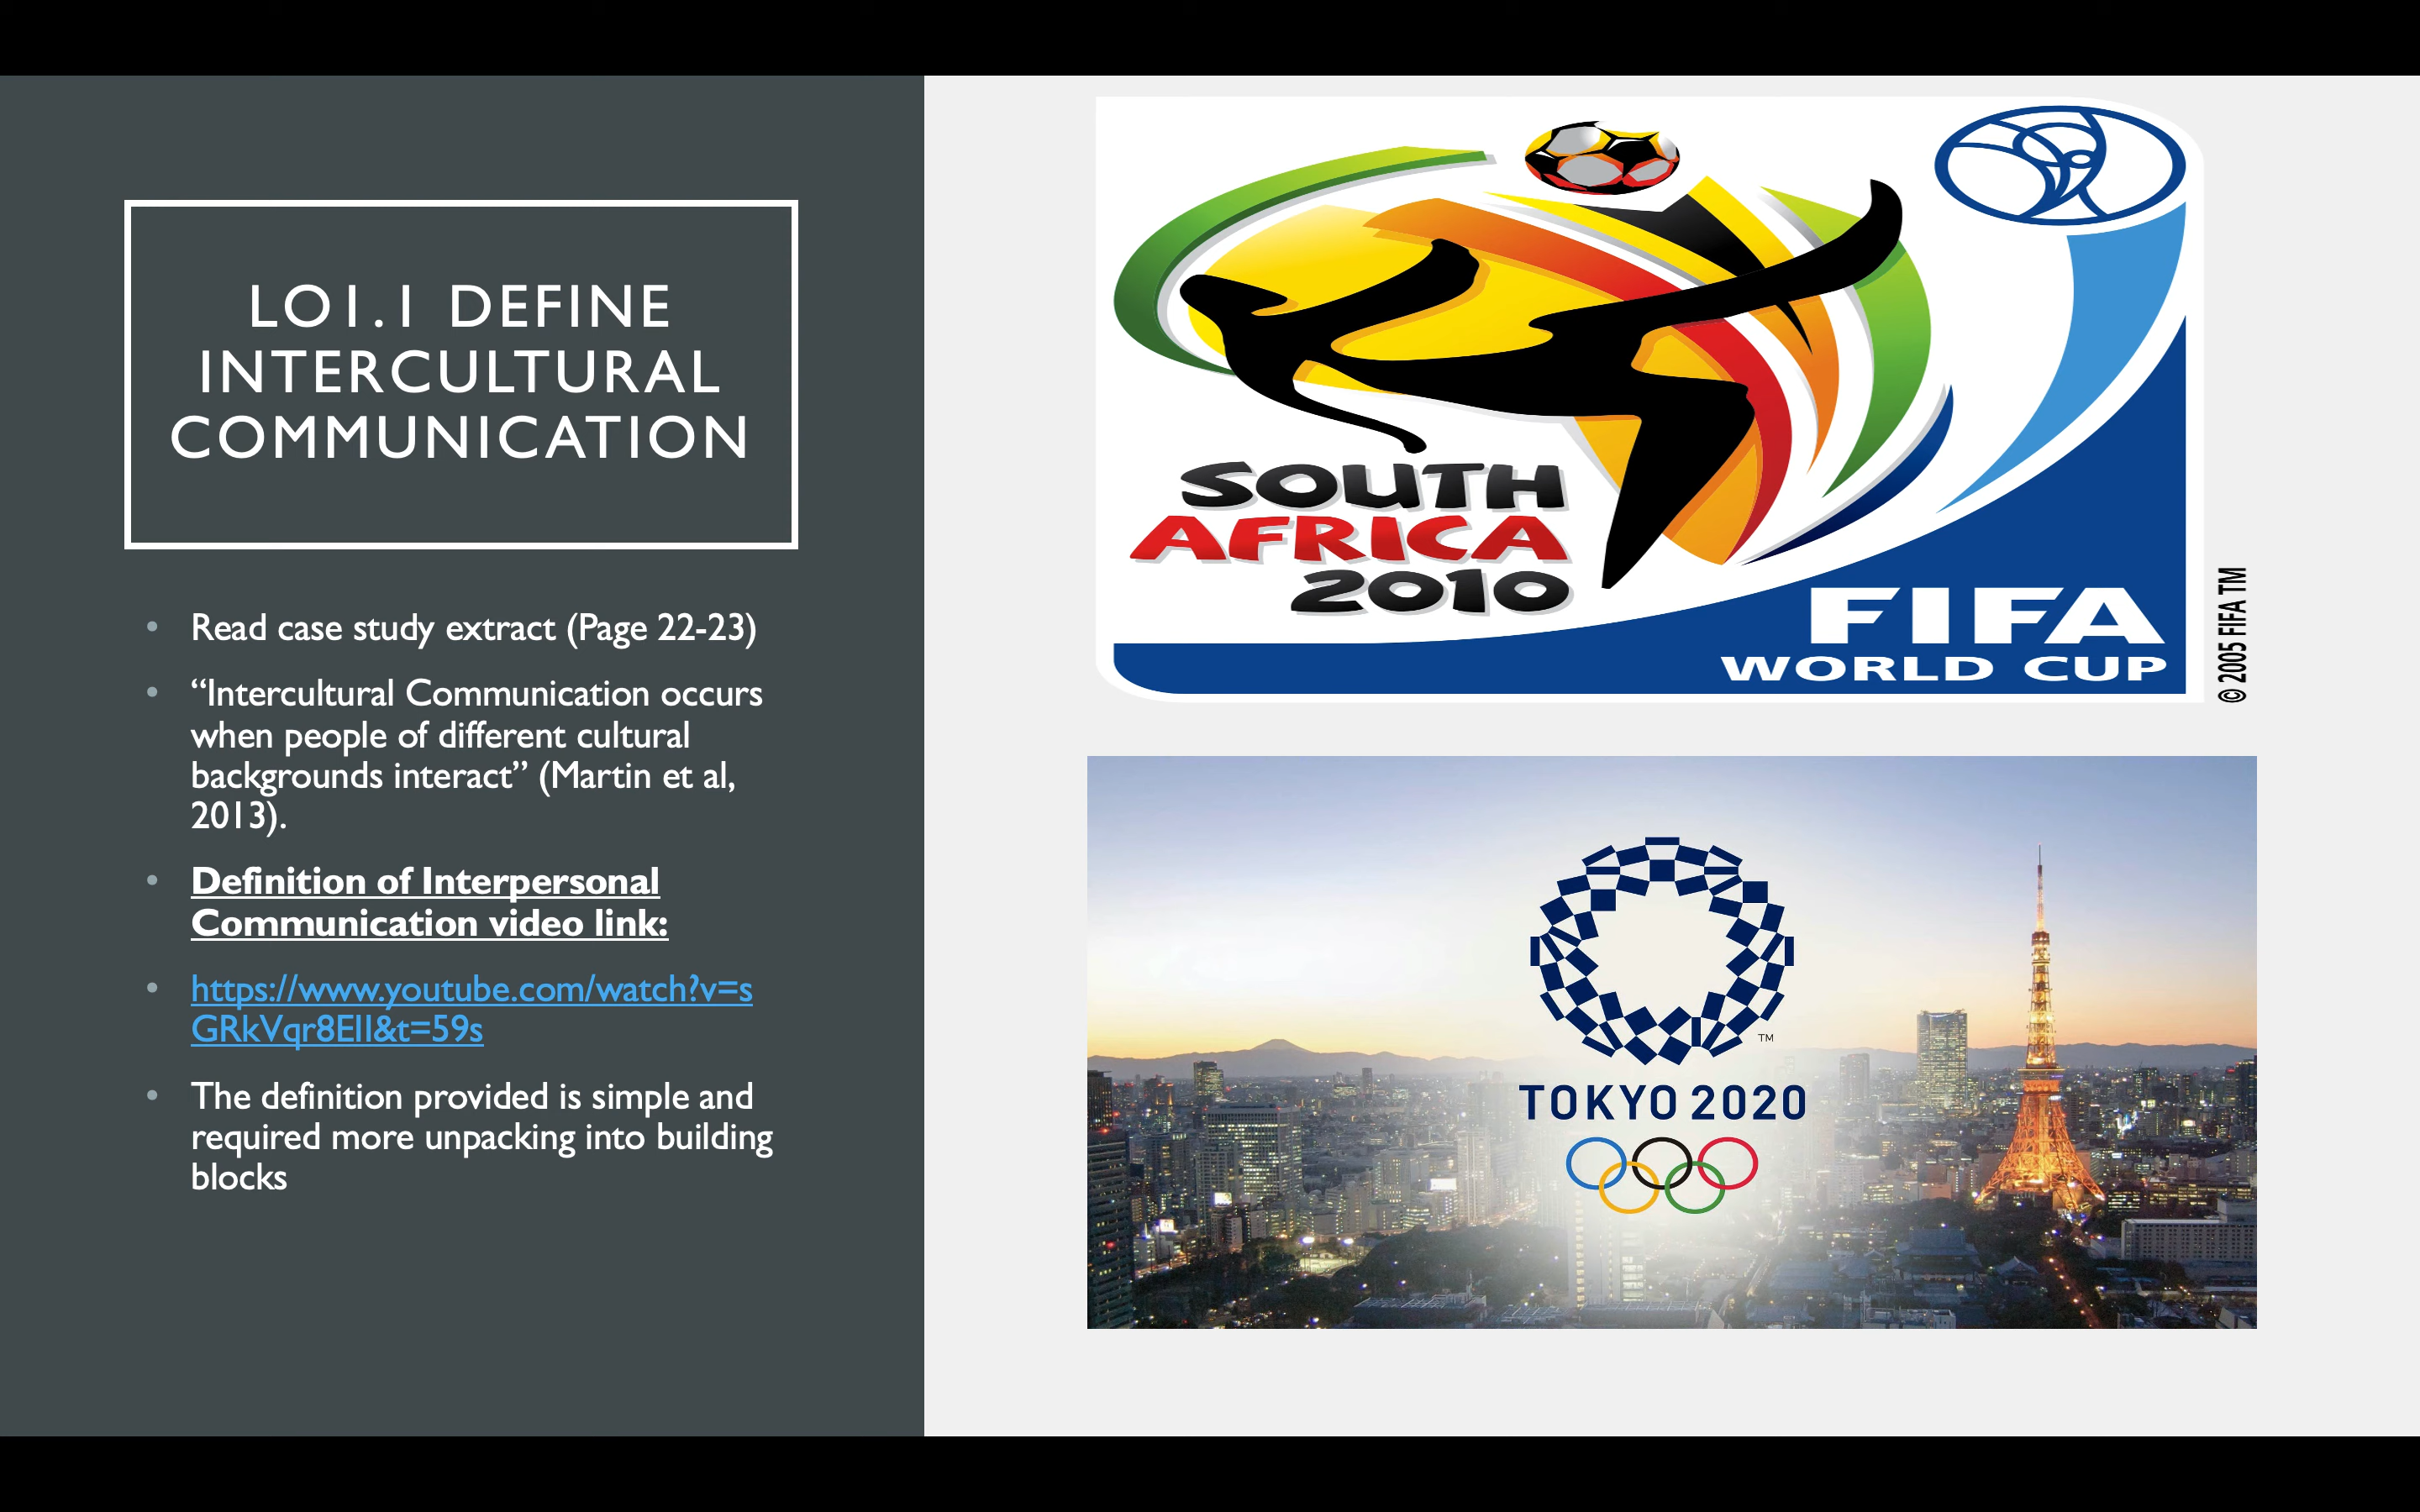 LO1.1 DEFINE
INTERCULTURAL
COMMUNICATION
Read case study extract (Page 22-23)
“Intercultural Communication occurs
when people of different cultural
backgrounds interact” (Martin et al,
2013).
Definition of Interpersonal
Communication video link:
https://www.youtube.com/watch?v=s
GRkVqr8EII&t=59s
The definition provided is simple and
required more unpacking into building
blocks
SOUTH
AFRICA
2010
FIFA
WORLD CUP
© 2005 FIFA TM
TM
TOKYO 2020